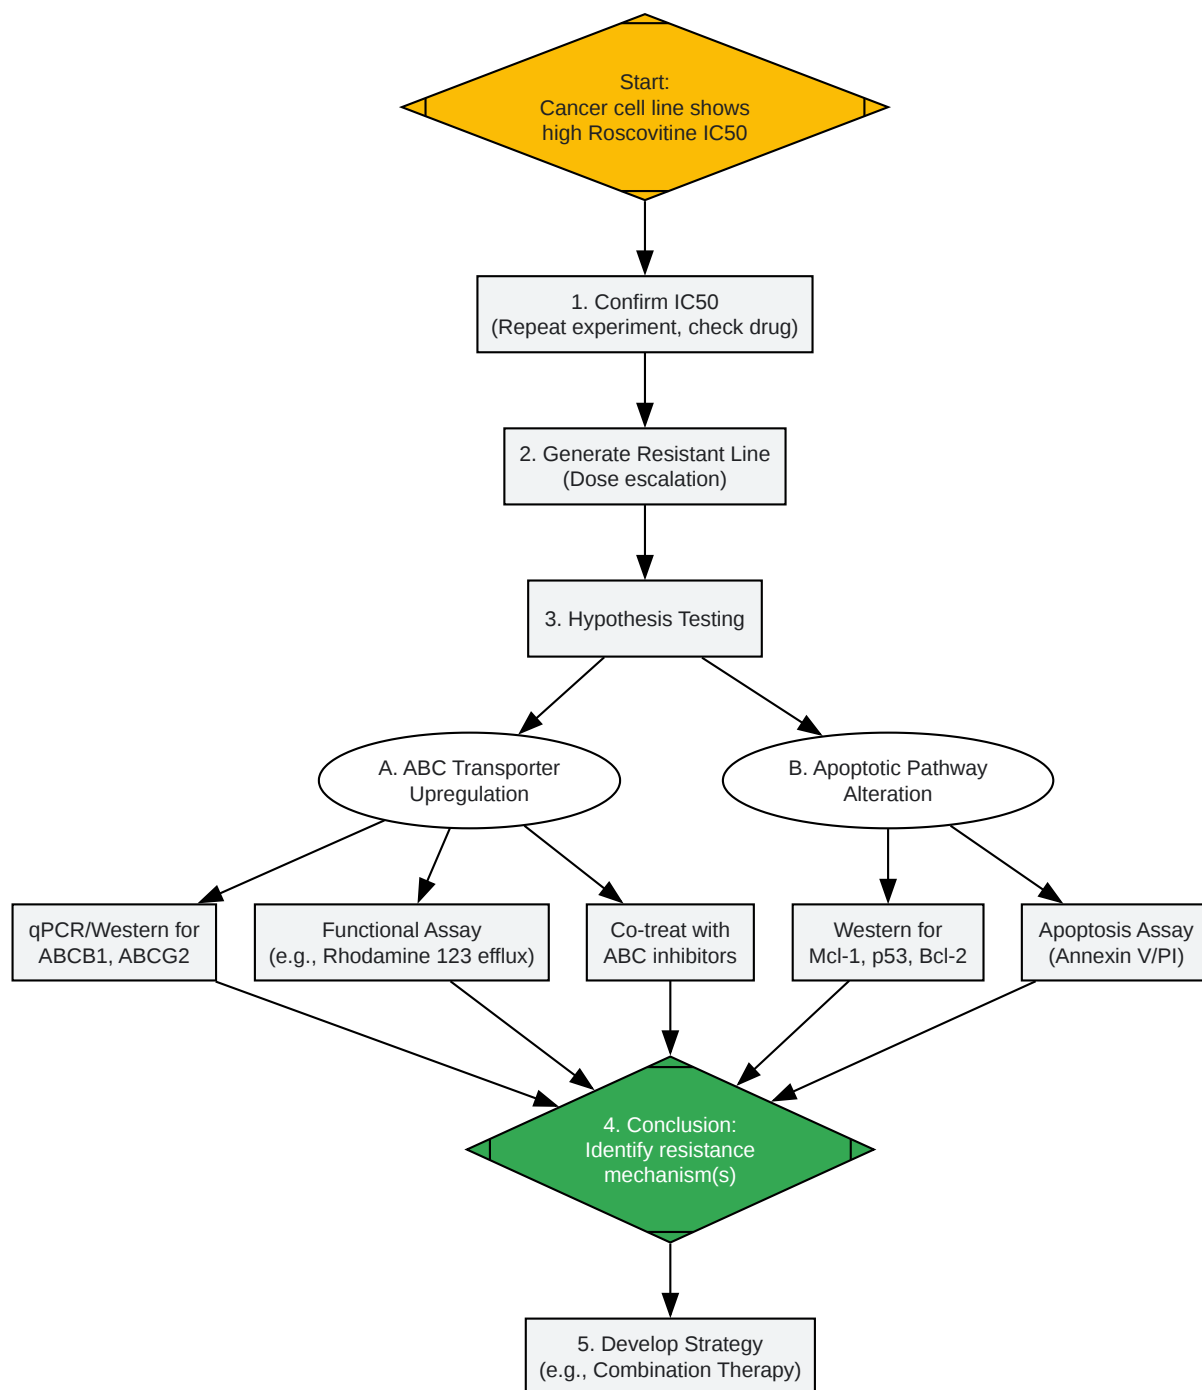 Start:
Cancer cell line shows
high Roscovitine IC50
1. Confirm IC50
(Repeat experiment, check drug)
2. Generate Resistant Line
(Dose escalation)
3. Hypothesis Testing
A. ABC Transporter
Upregulation
B. Apoptotic Pathway
Alteration
qPCR/Western for
ABCB1, ABCG2
Functional Assay
(e.g., Rhodamine 123 efflux)
Co-treat with
ABC inhibitors
Western for
Mcl-1, p53, Bcl-2
Apoptosis Assay
(Annexin V/PI)
4. Conclusion:
Identify resistance
mechanism(s)
5. Develop Strategy
(e.g., Combination Therapy)